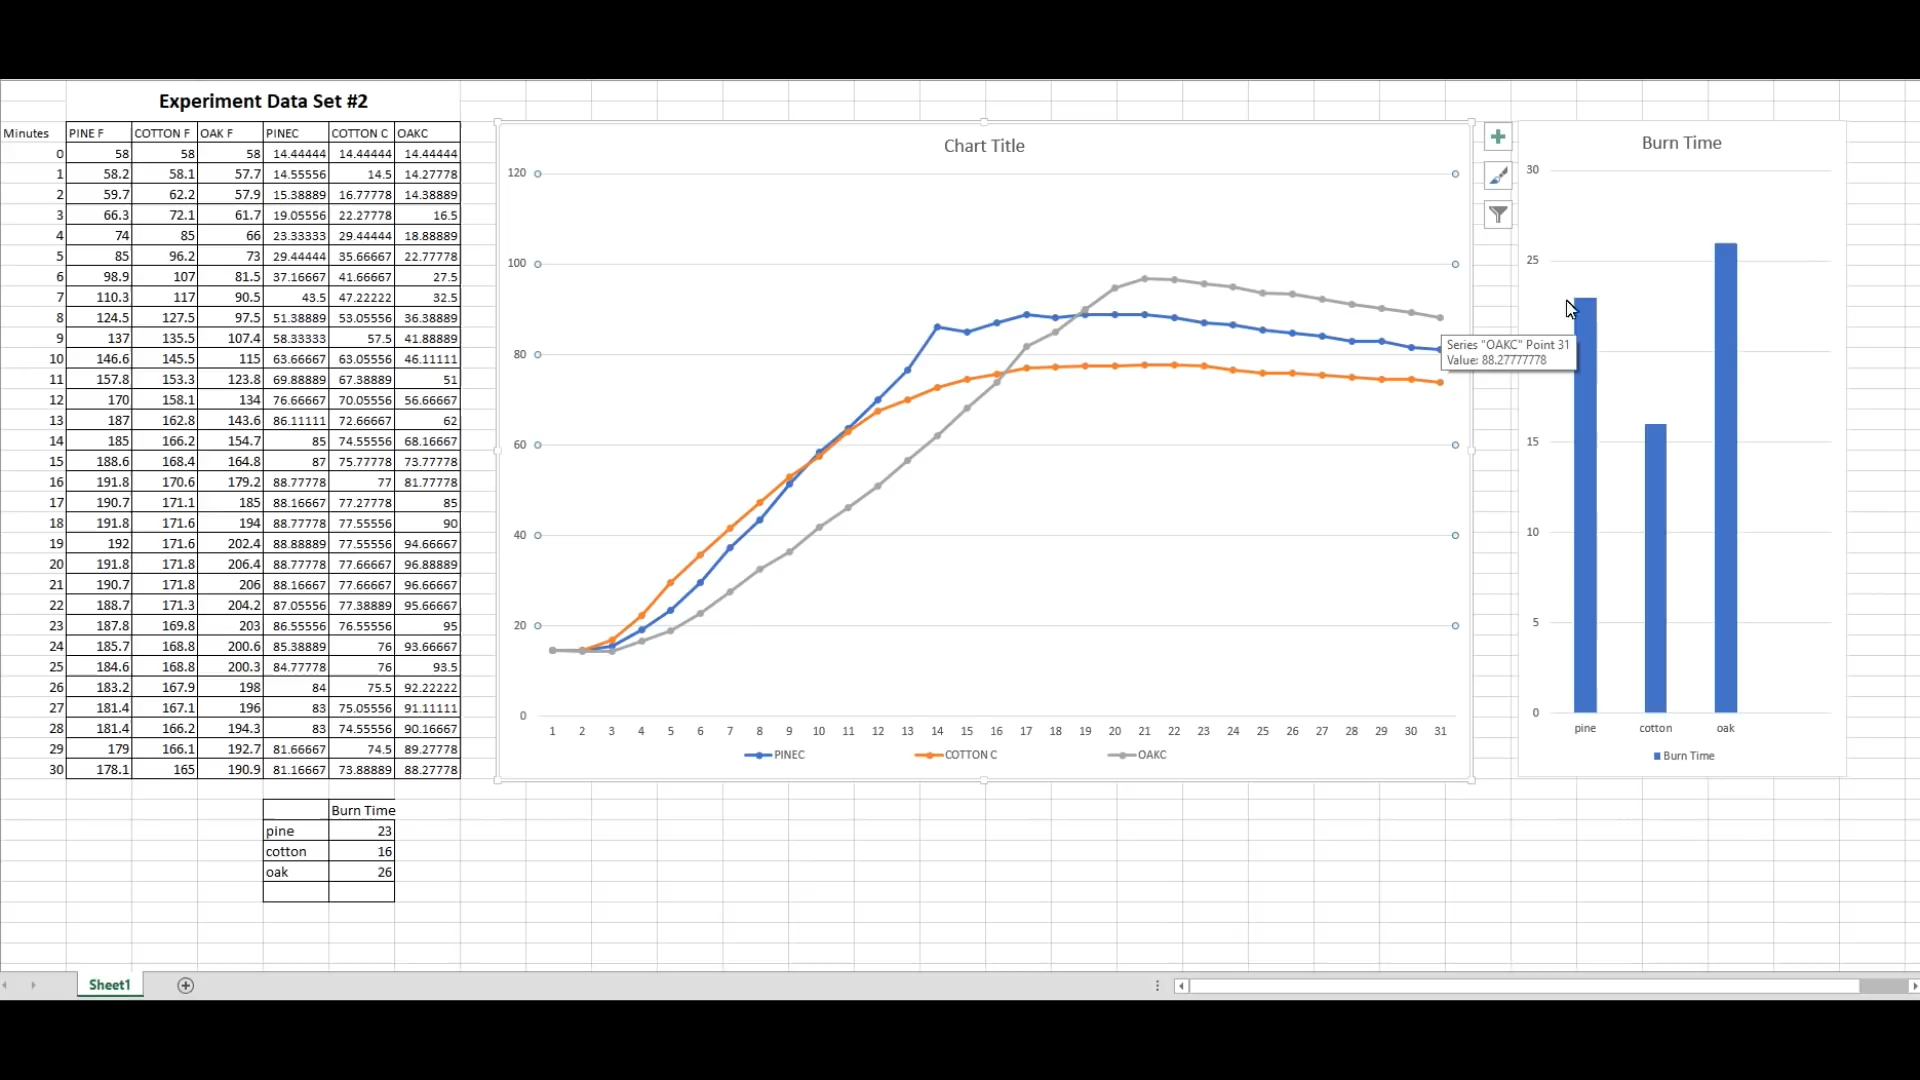 Experiment Data Set #2
Minutes PINE F COTTON F OAK F PINEC COTTON C OAKC
0 58 58 58 14.44444 14.44444 14.44444
1 58.2 58.1 57.7 14.55556 14.5 14.27778
2 59.7 62.2 57.9 15.38889 16.77778 14.38889
3 66.3 72.1 61.7 19.05556 22.27778 16.5
4 74 85 66 23.33333 29.44444 18.88889
5 85 96.2 73 29.44444 35.66667 22.77778
6 98.9 107 81.5 37.16667 41.66667 27.5
7 110.3 117 90.5 43.5 47.22222 32.5
8 124.5 127.5 97.5 51.38889 53.05556 36.38889
9 137 135.5 107.4 58.33333 57.5 41.88889
10 146.6 145.5 115 63.66667 63.05556 46.11111
11 157.8 153.3 123.8 69.88889 67.38889 51
12 170 158.1 134 76.66667 70.05556 56.66667
13 187 162.8 143.6 86.11111 72.66667 62
14 185 166.2 154.7 85 74.55556 68.16667
15 188.6 168.4 164.8 87 75.77778 73.77778
16 191.8 170.6 179.2 88.77778 77 81.77778
17 190.7 171.1 185 88.16667 77.27778 85
18 191.8 171.6 194 88.77778 77.55556 90
19 192 171.6 202.4 88.88889 77.55556 94.66667
20 191.8 171.8 206.4 88.77778 77.66667 96.88889
21 190.7 171.8 206 88.16667 77.66667 96.66667
22 188.7 171.3 204.2 87.05556 77.38889 95.66667
23 187.8 169.8 203 86.55556 76.55556 95
24 185.7 168.8 200.6 85.38889 76 93.66667
25 184.6 168.8 200.3 84.77778 76 93.5
26 183.2 167.9 198 84 75.5 92.22222
27 181.4 167.1 196 83 75.05556 91.11111
28 181.4 166.2 194.3 83 74.55556 90.16667
29 179 166.1 192.7 81.66667 74.5 89.27778
30 178.1 165 190.9 81.16667 73.88889 88.27778
Burn Time
pine 23
cotton 16
oak 26
Chart Title
120
100
80
60
40
20
0
1 2 3 4 5 6 7 8 9 10 11 12 13 14 15 16 17 18 19 20 21 22 23 24 25 26 27 28 29 30 31
PINEC COTTON C OAKC
Series "OAKC" Point 31
Value: 88.27777778
Burn Time
30
25
15
10
5
0
pine cotton oak
Burn Time
Sheet1